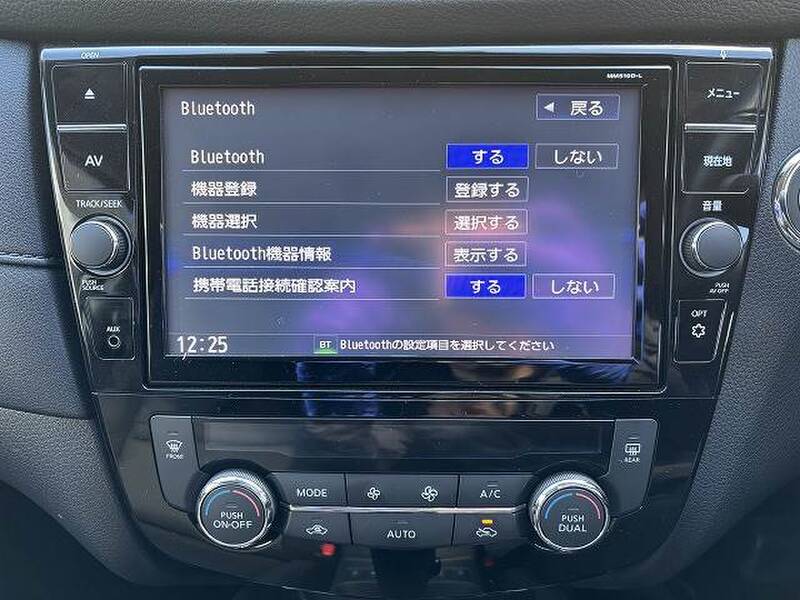 OPEN
MM518D-L
メニュー
Bluetooth
戻る
AV
Bluetooth
する
しない
現在地
機器登録
登録する
TRACK/SEEK
機器選択
選択する
音量
Bluetooth機器情報
表示する
PUSH
SOURCE
携帯電話接続確認案内
する
しない
PUSH
AV OFF
AUX
12:25
BT
Bluetoothの設定項目を選択してください
OPT
FRONT
REAR
MODE
A/C
PUSH
ON·OFF
AUTO
PUSH
DUAL